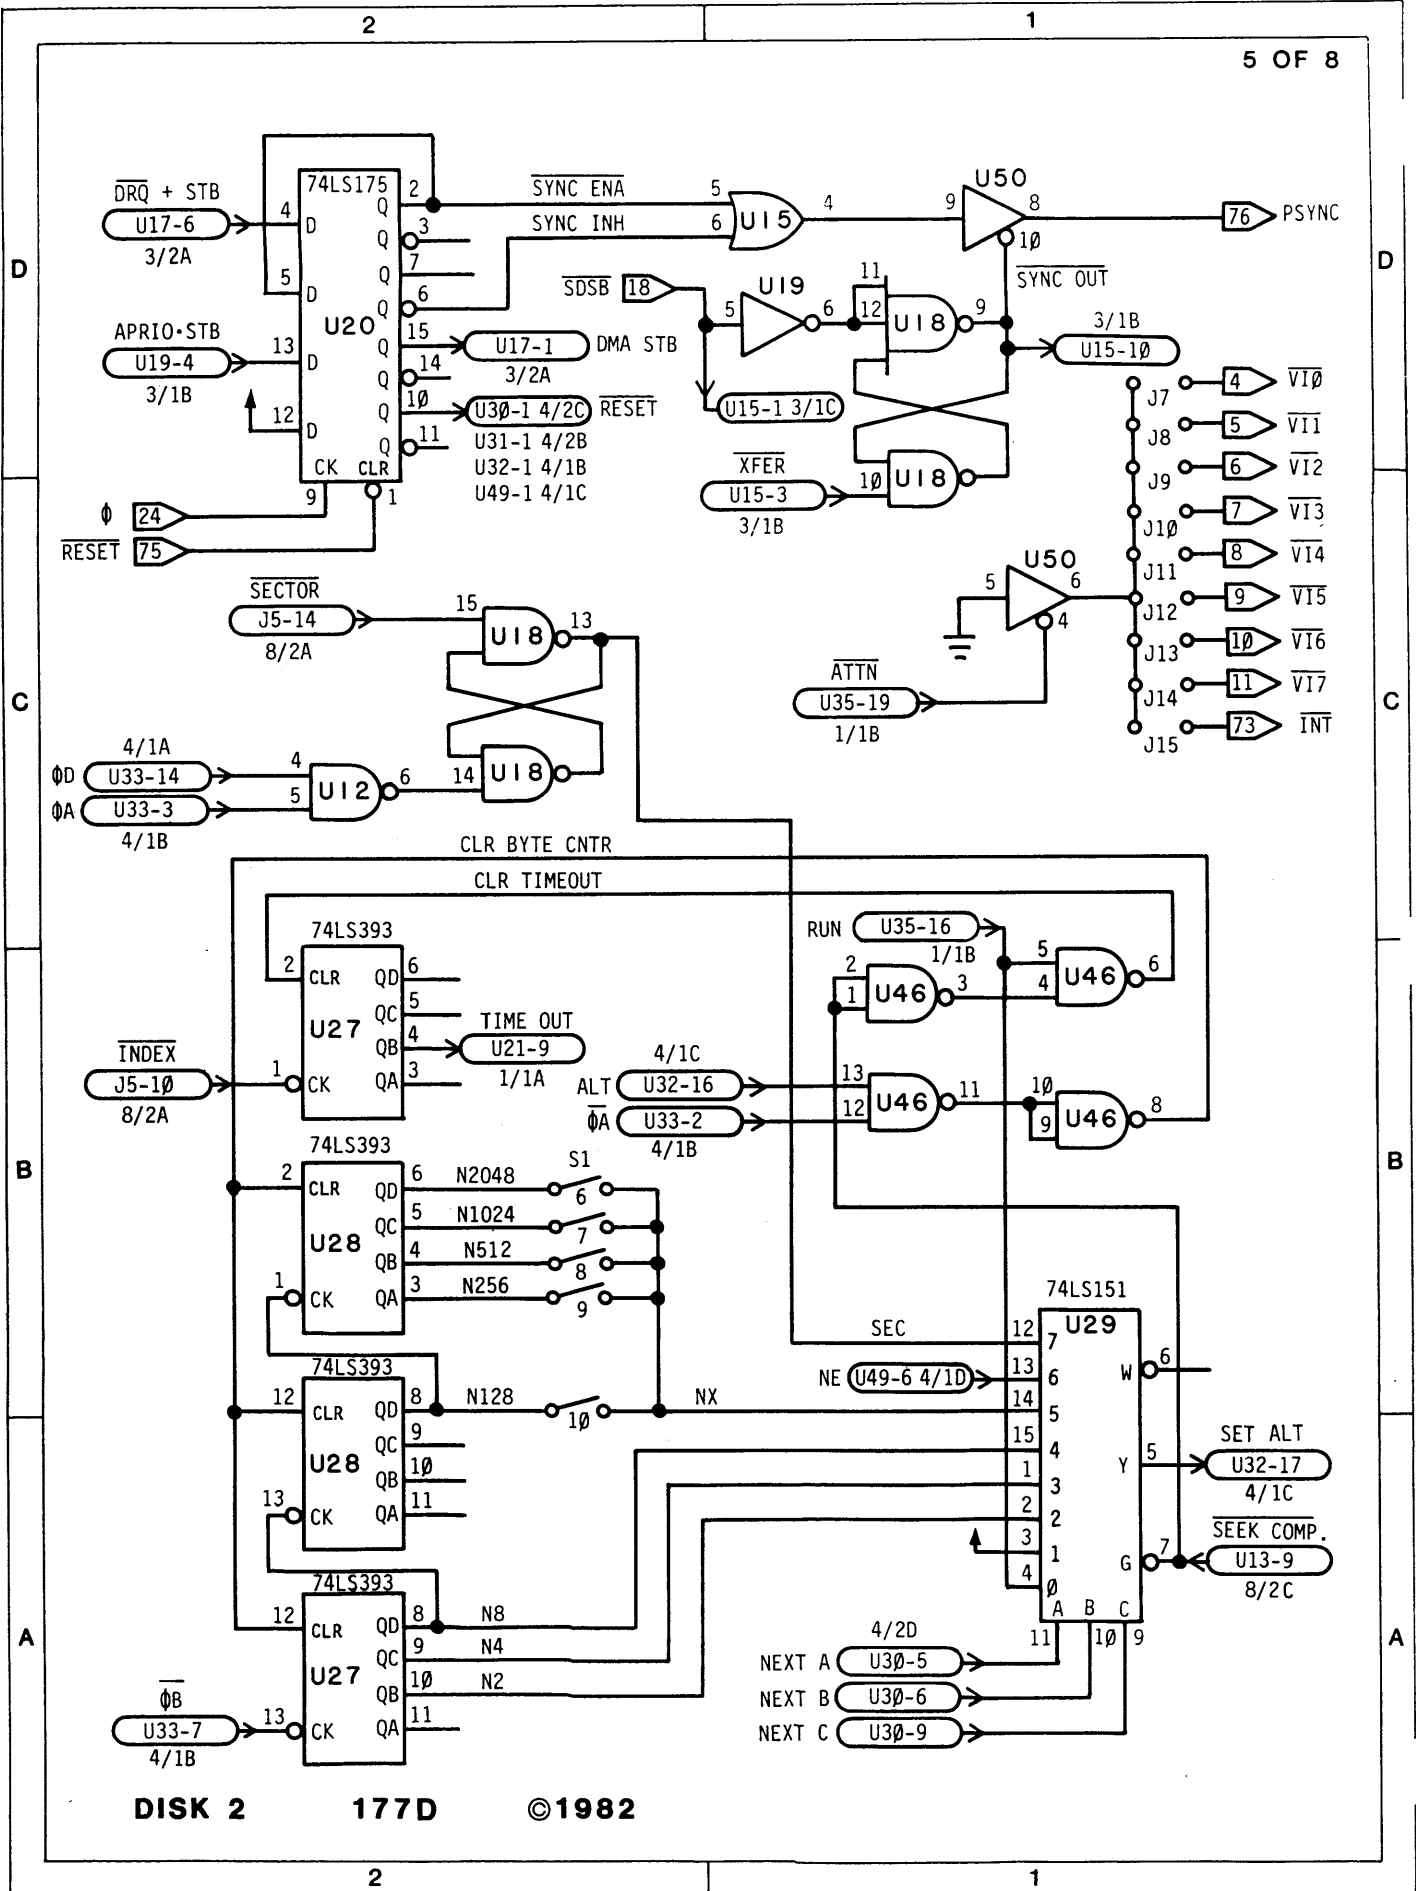 2 1
5 OF 8
D
D
C
C
B
B
A
A
74LS175
U20
DRQ + STB
U17-6
3/2A
4 D
5 D
APRIO•STB
U19-4
3/1B
13 D
12 D
Q 2
Q 3
Q 7
Q 6
Q 15
Q 14
Q 10
Q 11
CK CLR
9 1
ϕ 24
RESET 75
SYNC ENA
SYNC INH
5
6
U15
4
9
U50
8
10
76 PSYNC
SYNC OUT
U17-1 DMA STB
3/2A
U30-1 4/2C RESET
U31-1 4/2B
U32-1 4/1B
U49-1 4/1C
SDSB 18
5 U19 6
11
12 U18 9
U15-1 3/1C
3/1B
U15-10
XFER
U15-3
3/1B
10 U18
J7 4 VI0
J8 5 VI1
J9 6 VI2
J10 7 VI3
J11 8 VI4
J12 9 VI5
J13 10 VI6
J14 11 VI7
J15 73 INT
U50
5 6
4
ATTN
U35-19
1/1B
SECTOR
J5-14
8/2A
15 U18 13
4/1A
ϕD U33-14
ϕA U33-3
4/1B
4
5
U12 6
14 U18
CLR BYTE CNTR
CLR TIMEOUT
74LS393
2 CLR QD 6
QC 5
U27
QB 4
QA 3
1 CK
INDEX
J5-10
8/2A
TIME OUT
U21-9
1/1A
RUN U35-16
1/1B
2
1 U46 3
5
4 U46 6
4/1C
ALT U32-16
ϕA U33-2
4/1B
13
12 U46 11
10
9 U46 8
74LS393
2 CLR QD 6 N2048
QC 5 N1024
U28
QB 4 N512
QA 3 N256
1 CK
S1
6
7
8
9
74LS393
12 CLR QD 8 N128
QC 9
U28
QB 10
QA 11
13 CK
10
NX
74LS393
12 CLR QD 8 N8
QC 9 N4
U27
QB 10 N2
QA 11
13 CK
ϕB
U33-7
4/1B
74LS151
U29
SEC 12 7
NE U49-6 4/1D 13 6
14 5
15 4
1 3
2 2
3 1
4 0
W 6
Y 5
G 7
A B C
11 10 9
SET ALT
U32-17
4/1C
SEEK COMP.
U13-9
8/2C
4/2D
NEXT A U30-5
NEXT B U30-6
NEXT C U30-9
DISK 2 177D ©1982
2 1